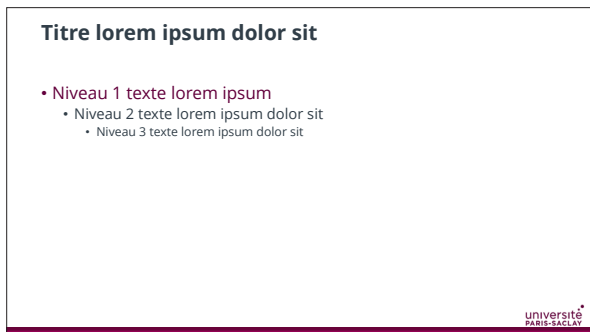 Titre lorem ipsum dolor sit
• Niveau 1 texte lorem ipsum
• Niveau 2 texte lorem ipsum dolor sit
• Niveau 3 texte lorem ipsum dolor sit
université
PARIS-SACLAY